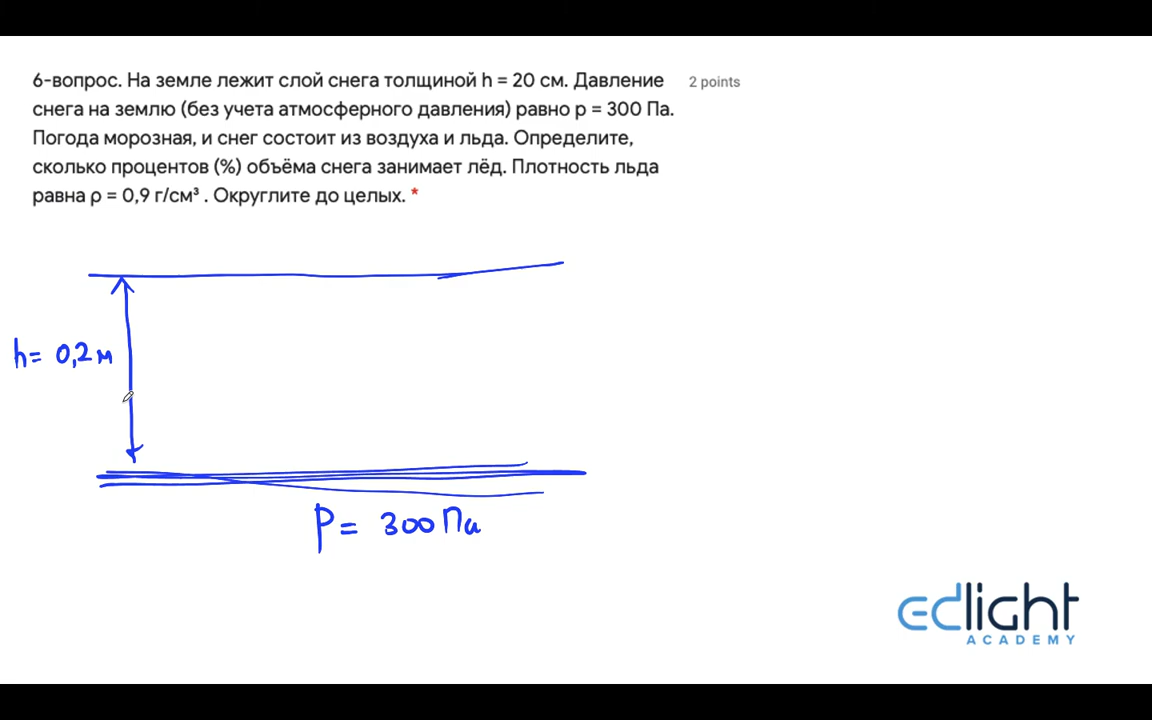 6-вопрос. На земле лежит слой снега толщиной h = 20 см. Давление
2 points
снега на землю (без учета атмосферного давления) равно p = 300 Па.
Погода морозная, и снег состоит из воздуха и льда. Определите,
сколько процентов (%) объёма снега занимает лёд. Плотность льда
равна ρ = 0,9 г/см³ . Округлите до целых. *
h= 0,2 м
P= 300 Па
edlight
ACADEMY